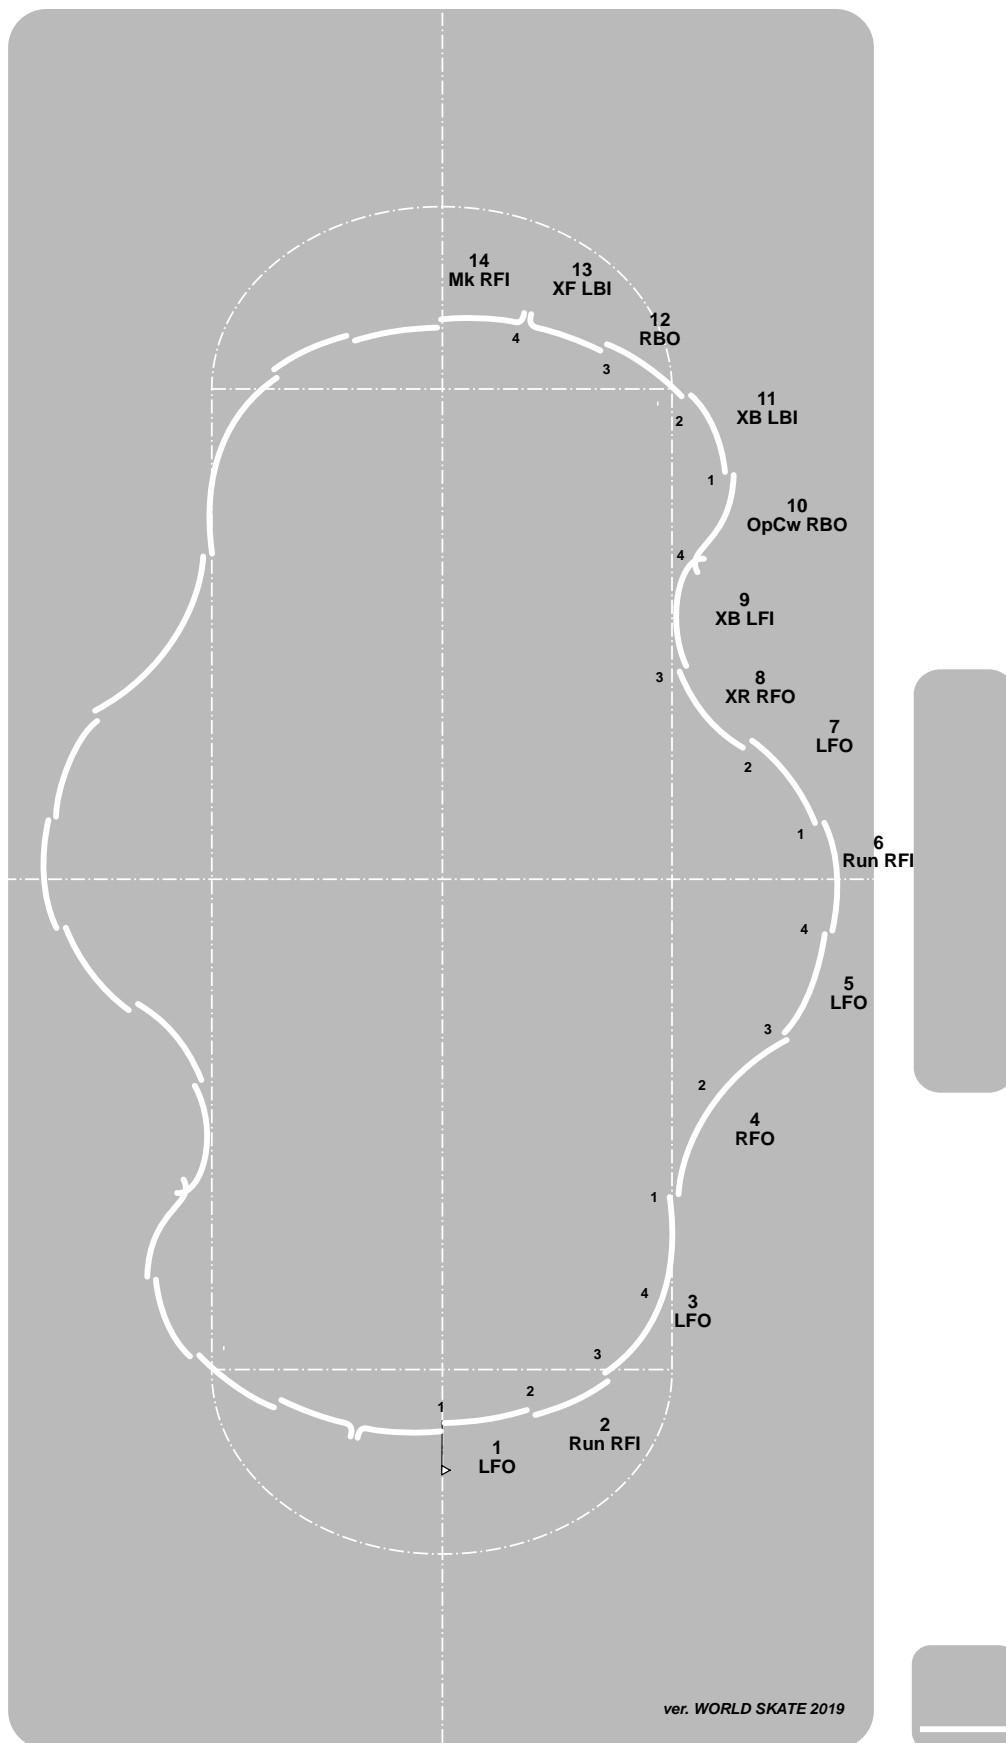 14
Mk RFI
13
XF LBI
12
RBO
4
3
11
XB LBI
2
1
10
OpCw RBO
4
9
XB LFI
3
8
XR RFO
7
LFO
2
1
6
Run RFI
4
5
LFO
3
2
4
RFO
1
4
3
LFO
3
2
1
2
Run RFI
1
LFO
ver. WORLD SKATE 2019